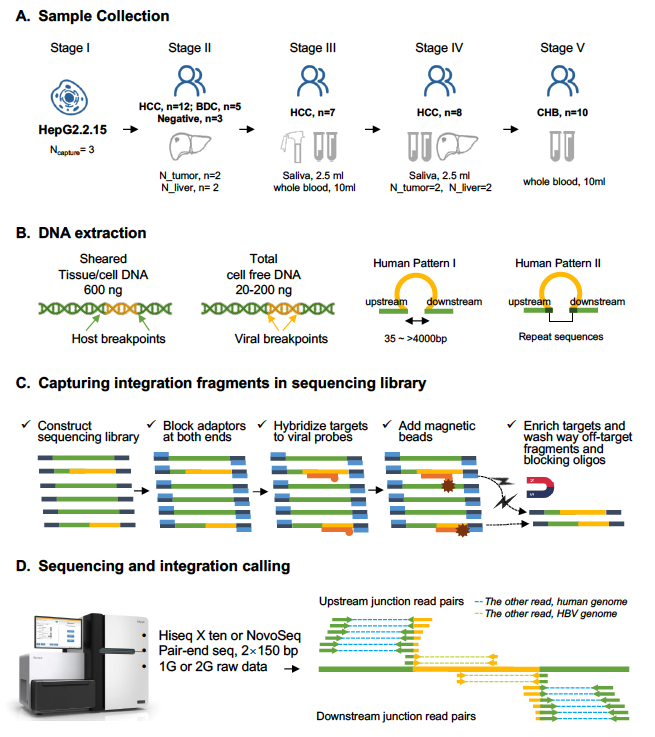 A. Sample Collection
Stage I
Stage II
Stage III
Stage IV
Stage V
HepG2.2.15
Ncapture= 3
HCC, n=12; BDC, n=5
Negative, n=3
N_tumor, n=2
N_liver, n= 2
HCC, n=7
Saliva, 2.5 ml
whole blood, 10ml
HCC, n=8
Saliva, 2.5 ml
N_tumor=2, N_liver=2
CHB, n=10
whole blood, 10ml
B. DNA extraction
Sheared
Tissue/cell DNA
600 ng
Host breakpoints
Total
cell free DNA
20-200 ng
Viral breakpoints
Human Pattern I
upstream
downstream
35 ~ >4000bp
Human Pattern II
upstream
downstream
Repeat sequences
C. Capturing integration fragments in sequencing library
✓ Construct
sequencing library
✓ Block adaptors
at both ends
✓ Hybridize targets
to viral probes
✓ Add magnetic
beads
✓ Enrich targets and
wash way off-target
fragments and
blocking oligos
D. Sequencing and integration calling
Hiseq X ten or NovoSeq
Pair-end seq, 2×150 bp
1G or 2G raw data
Upstream junction read pairs
The other read, human genome
The other read, HBV genome
Downstream junction read pairs